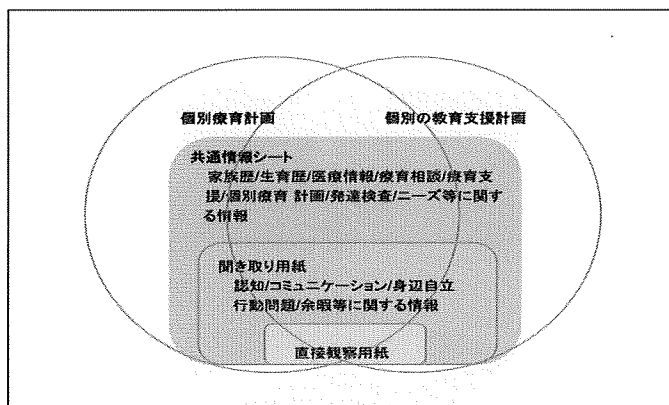 個別療育計画
個別の教育支援計画
共通情報シート
家族歴/生育歴/医療情報/療育相談/療育支
援/個別療育 計画/発達検査/ニーズ等に関す
る情報
聞き取り用紙
認知/コミュニケーション/身辺自立
行動問題/余暇等に関する情報
直接観察用紙